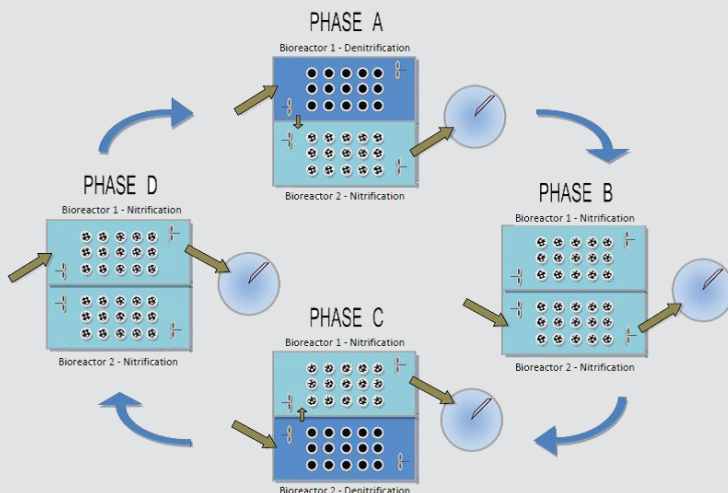 PHASE A
Bioreactor 1 - Denitrification
Bioreactor 2 - Nitrification
PHASE B
Bioreactor 1 - Nitrification
Bioreactor 2 - Nitrification
PHASE C
Bioreactor 1 - Nitrification
Bioreactor 2 - Denitrification
PHASE D
Bioreactor 1 - Nitrification
Bioreactor 2 - Nitrification